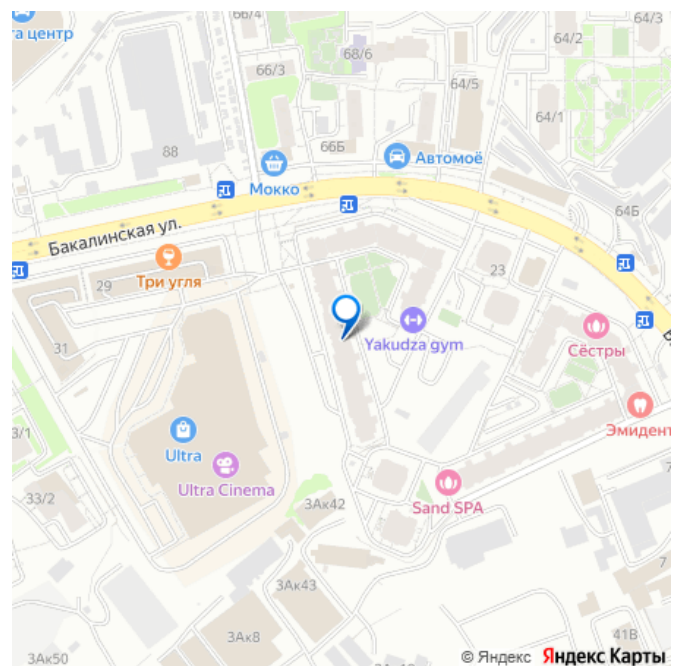 66/4
64/3
та центр
68/6
64/2
66/3
64/5
64/1
66Б
88
Автомоё
Мокко
64Б
Бакалинская ул.
23
Три угля
29
31
Yakudza gym
Сёстры
Эмидент
3/1
Ultra
Ultra Cinema
33/2
3Ак42
Sand SPA
7
3Ак43
7
3Ак8
41В
3Ак50
© Яндекс Яндекс Карты